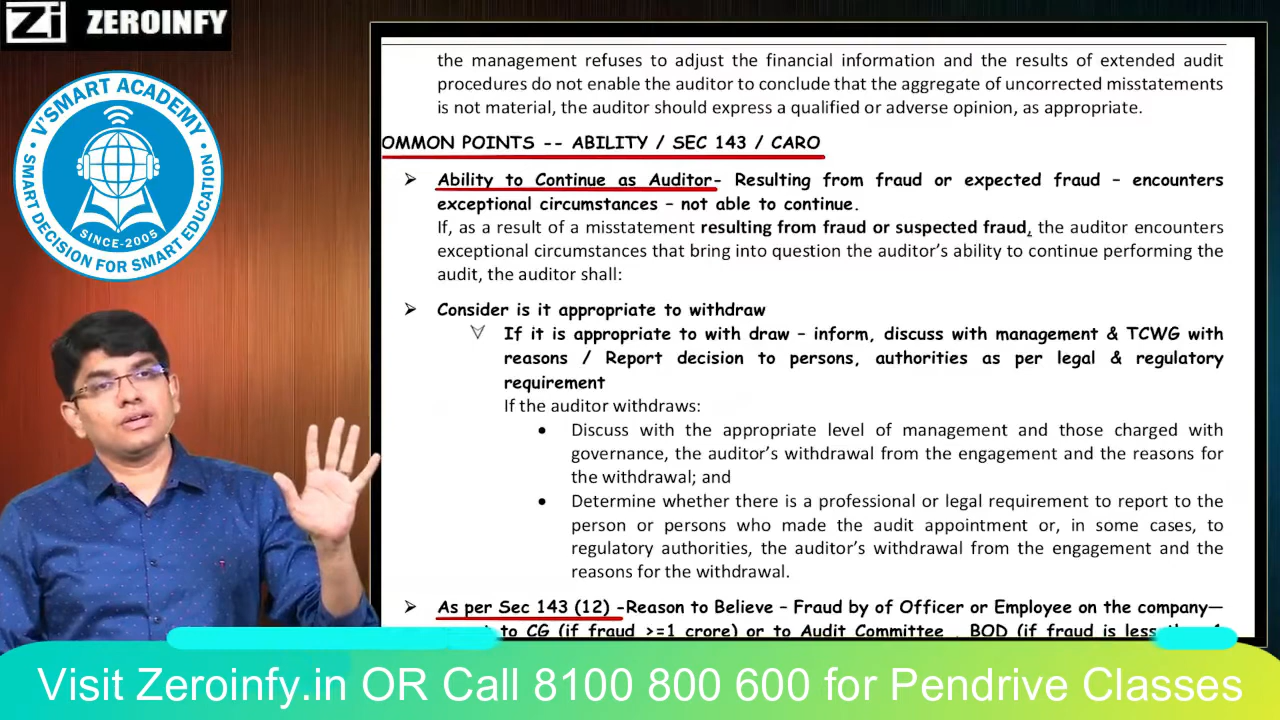 Zi ZEROINFY
V'SMART ACADEMY
SMART DECISION FOR SMART EDUCATION
SINCE-2005
the management refuses to adjust the financial information and the results of extended audit
procedures do not enable the auditor to conclude that the aggregate of uncorrected misstatements
is not material, the auditor should express a qualified or adverse opinion, as appropriate.
OMMON POINTS -- ABILITY / SEC 143 / CARO
➢ Ability to Continue as Auditor- Resulting from fraud or expected fraud – encounters
exceptional circumstances – not able to continue.
If, as a result of a misstatement resulting from fraud or suspected fraud, the auditor encounters
exceptional circumstances that bring into question the auditor's ability to continue performing the
audit, the auditor shall:
➢ Consider is it appropriate to withdraw
If it is appropriate to with draw – inform, discuss with management & TCWG with
reasons / Report decision to persons, authorities as per legal & regulatory
requirement
If the auditor withdraws:
• Discuss with the appropriate level of management and those charged with
governance, the auditor's withdrawal from the engagement and the reasons for
the withdrawal; and
• Determine whether there is a professional or legal requirement to report to the
person or persons who made the audit appointment or, in some cases, to
regulatory authorities, the auditor's withdrawal from the engagement and the
reasons for the withdrawal.
➢ As per Sec 143 (12) -Reason to Believe – Fraud by of Officer or Employee on the company—
to CG (if fraud >=1 crore) or to Audit Committee , BOD (if fraud is less
Visit Zeroinfy.in OR Call 8100 800 600 for Pendrive Classes